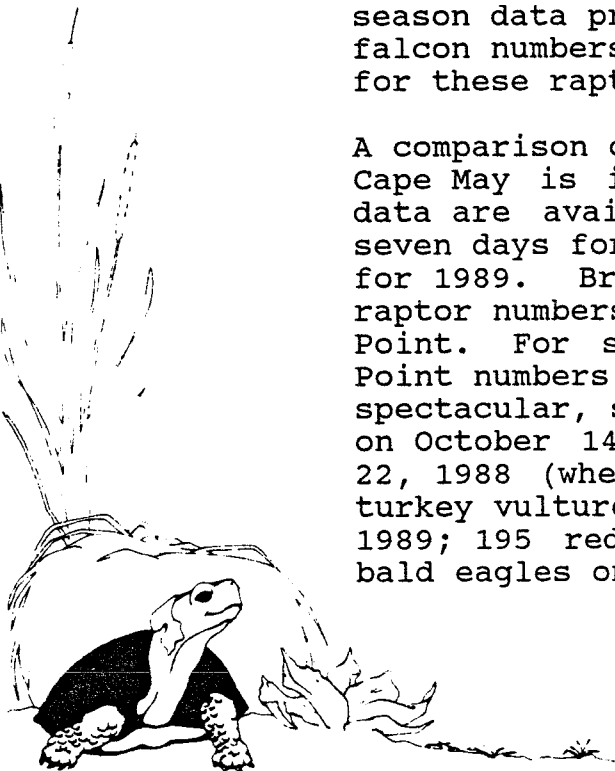 season data pr
falcon numbers
for these rapt
A comparison o
Cape May is i
data are avai
seven days for
for 1989. Br
raptor numbers
Point. For s
Point numbers
spectacular, s
on October 14
22, 1988 (whe
turkey vulture
1989; 195 red
bald eagles on